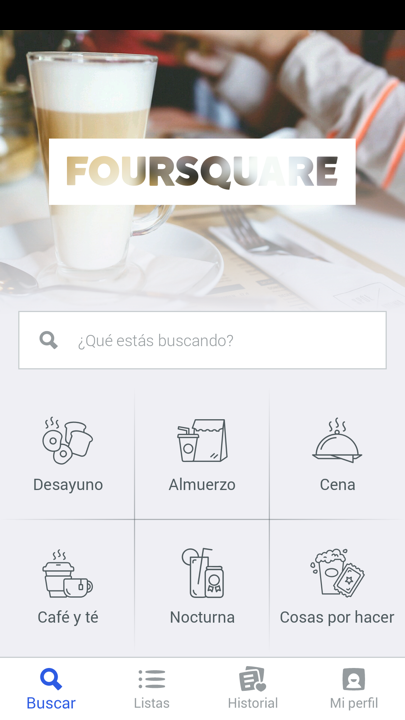 FOURSQUARE
¿Qué estás buscando?
Desayuno
Almuerzo
Cena
Café y té
Nocturna
Cosas por hacer
Buscar
Listas
Historial
Mi perfil